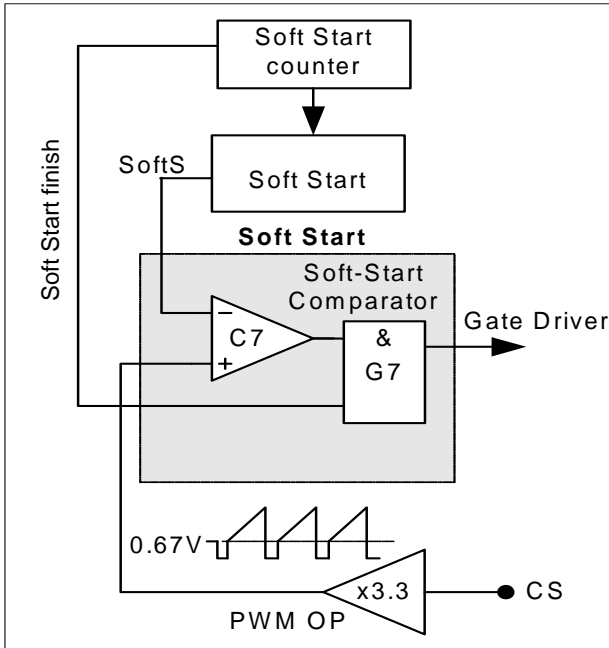 Soft Start
counter
Soft Start finish
SoftS
Soft Start
Soft Start
Soft-Start
Comparator
Gate Driver
−
C7
+
&
G7
0.67V
x3.3
CS
PWM OP